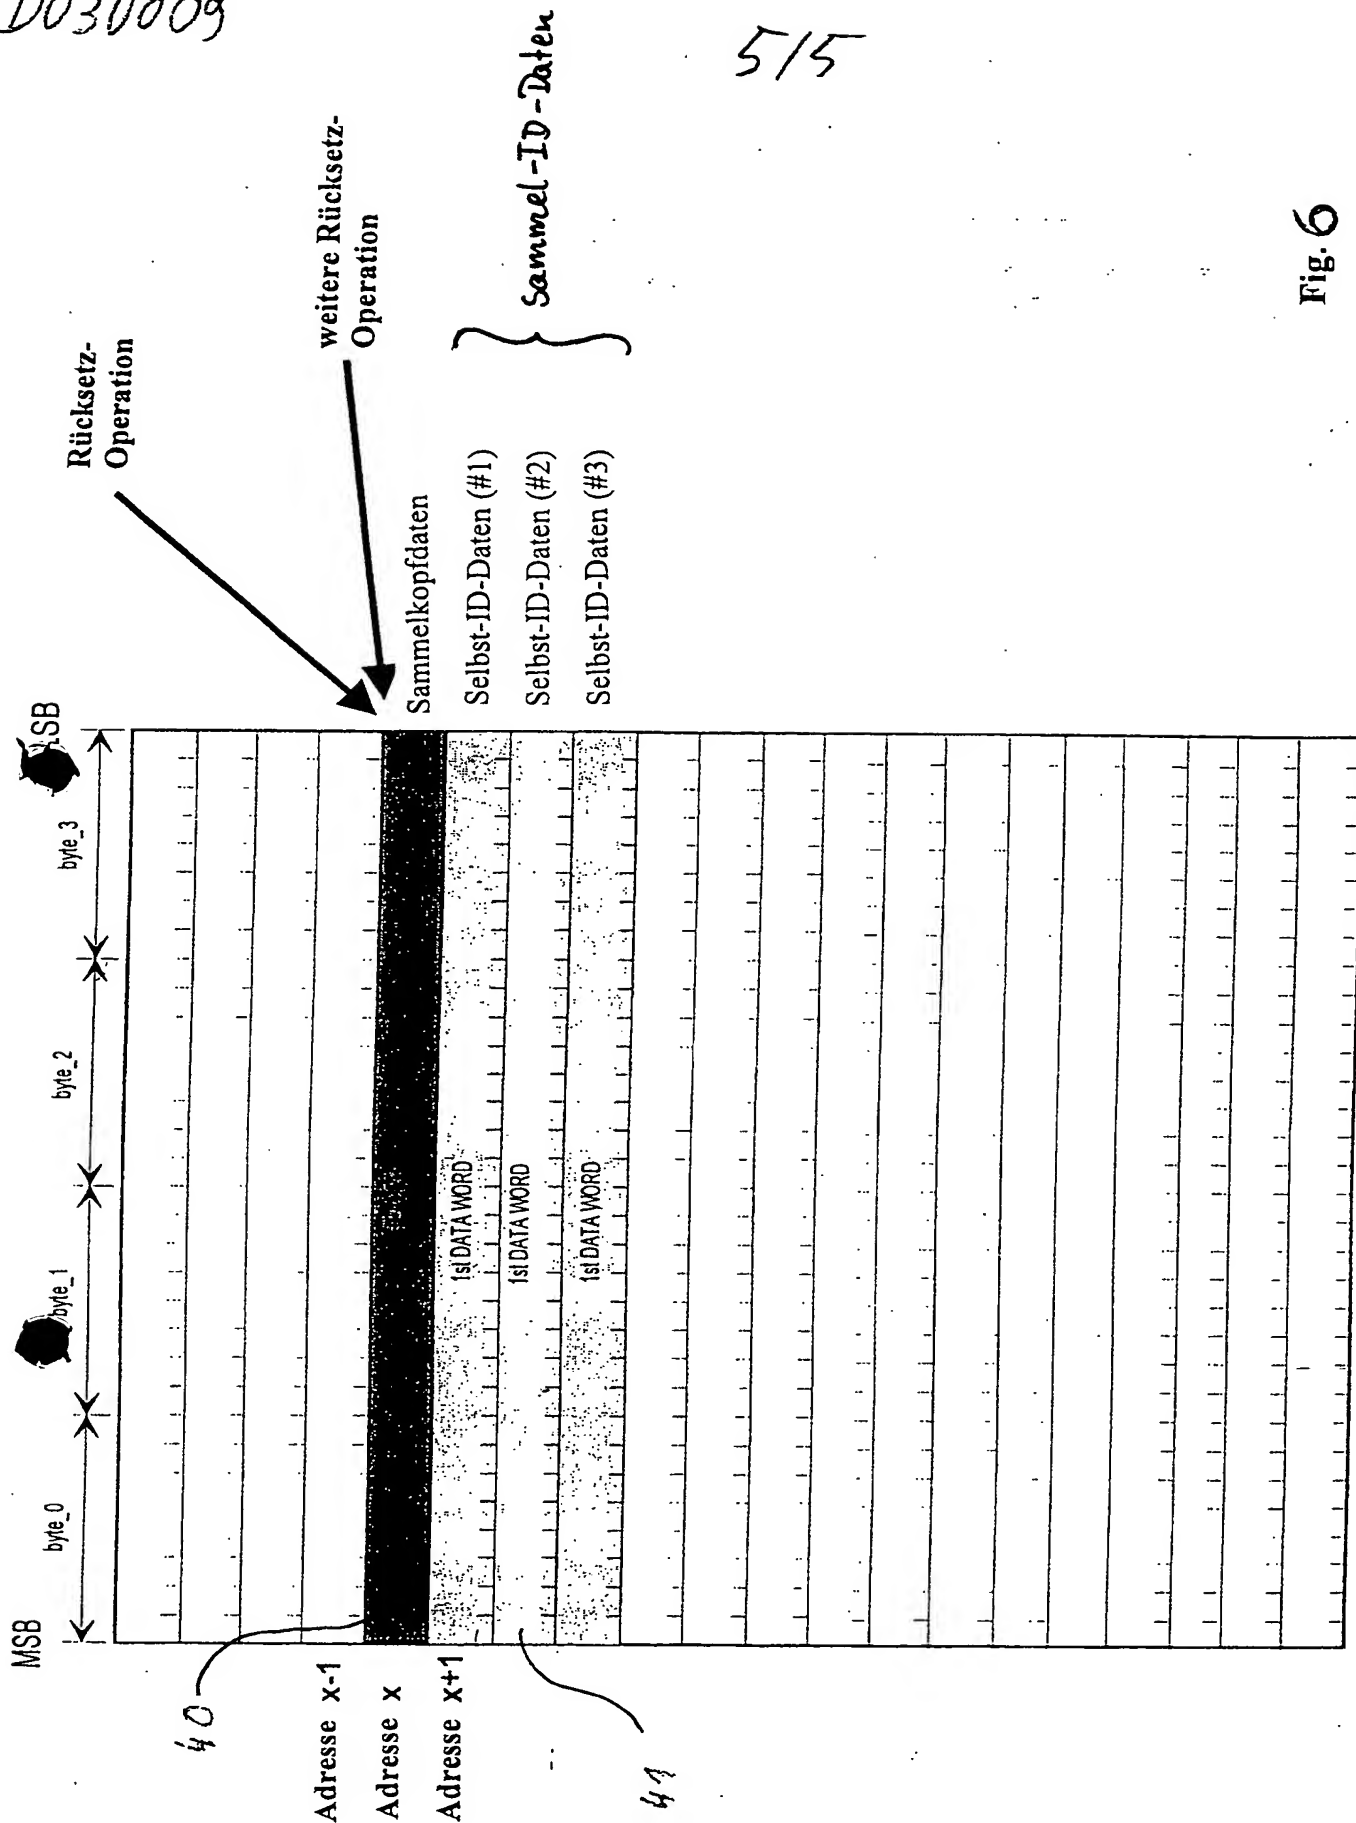 D030009
5/5
MSB
byte_0
byte_1
byte_2
byte_3
LSB
Rücksetz-
Operation
weitere Rücksetz-
Operation
40
Adresse x-1
Adresse x
Sammelkopfdaten
Adresse x+1
1st DATA WORD
Selbst-ID-Daten (#1)
1st DATA WORD
Selbst-ID-Daten (#2)
1st DATA WORD
Selbst-ID-Daten (#3)
Sammel-ID-Daten
41
Fig. 6